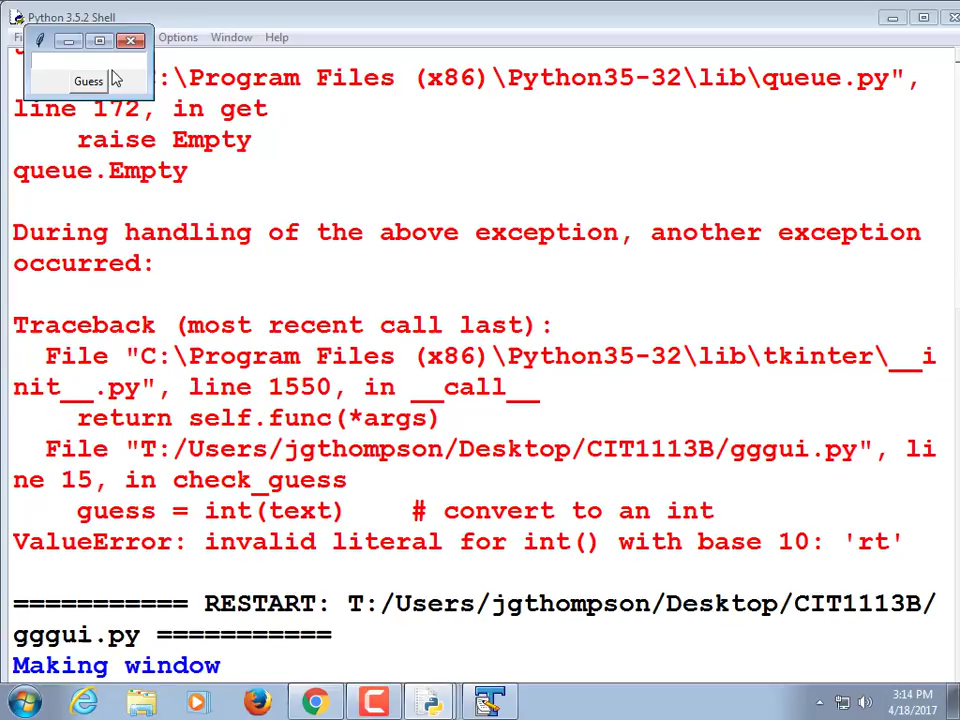 Python 3.5.2 Shell
Options Window Help
Guess
:\Program Files (x86)\Python35-32\lib\queue.py",
line 172, in get
raise Empty
queue.Empty
During handling of the above exception, another exception
occurred:
Traceback (most recent call last):
File "C:\Program Files (x86)\Python35-32\lib\tkinter\__i
nit__.py", line 1550, in __call__
return self.func(*args)
File "T:/Users/jgthompson/Desktop/CIT1113B/gggui.py", li
ne 15, in check_guess
guess = int(text)    # convert to an int
ValueError: invalid literal for int() with base 10: 'rt'
=========== RESTART: T:/Users/jgthompson/Desktop/CIT1113B/
gggui.py ===========
Making window
3:14 PM
4/18/2017